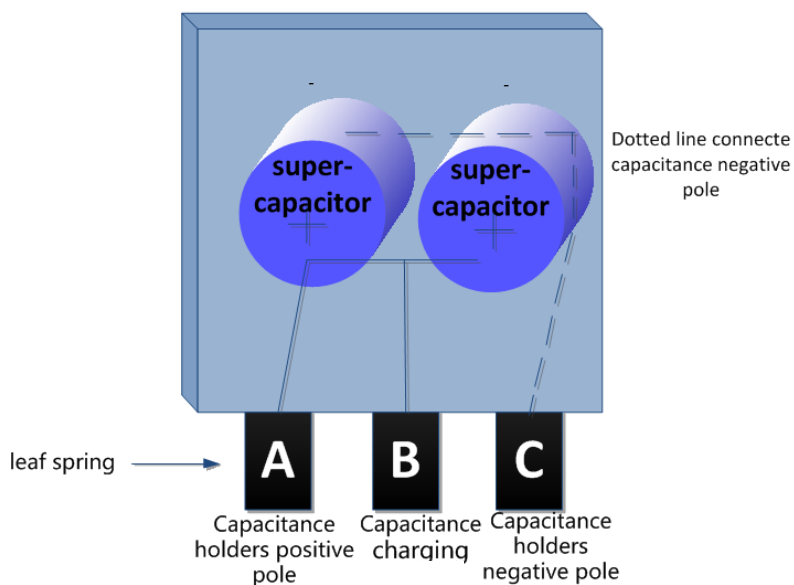 -
-
super-
capacitor
super-
capacitor
+
+
Dotted line connecte
capacitance negative
pole
leaf spring
A
B
C
Capacitance
holders positive
pole
Capacitance
charging
Capacitance
holders
negative pole